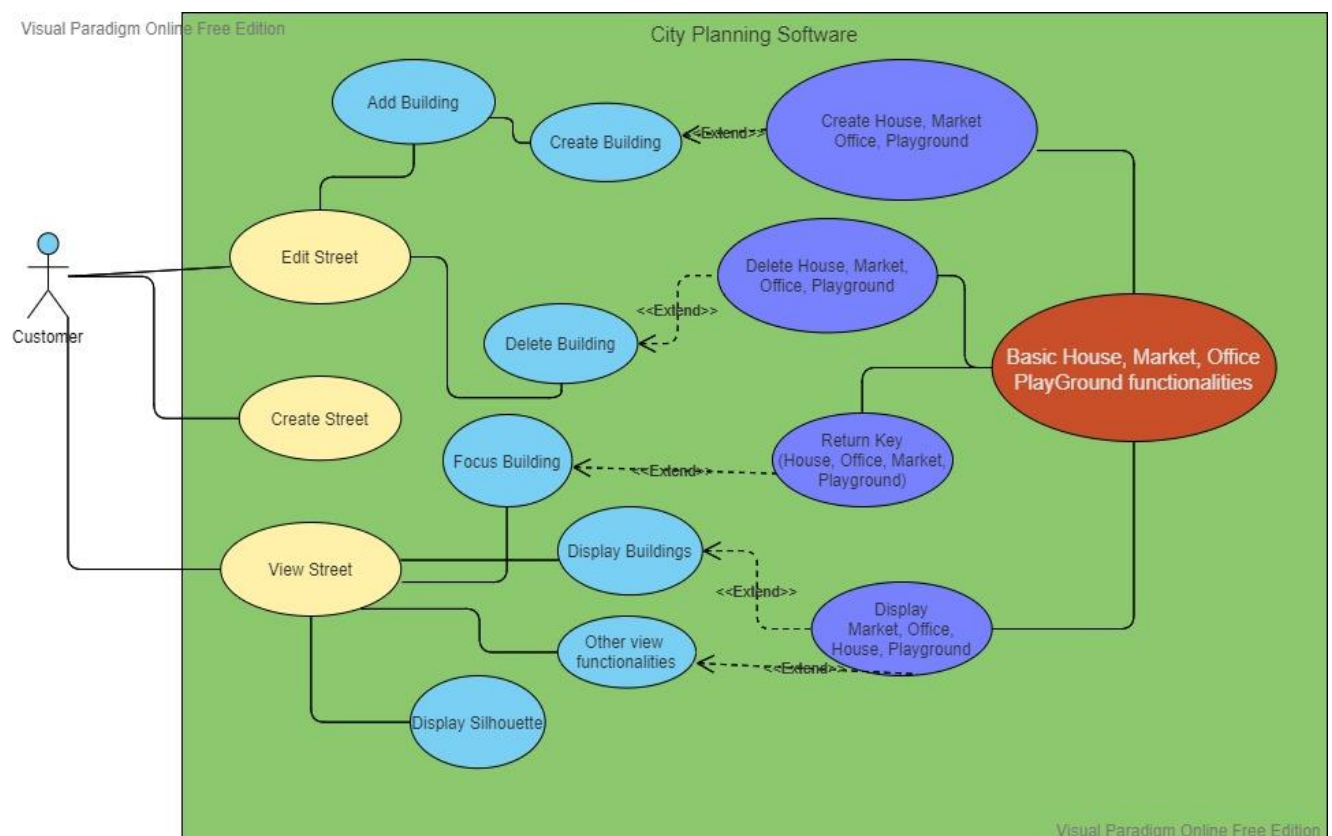 Visual Paradigm Online Free Edition
City Planning Software
Add Building
Create Building
<<Extend>>
Create House, Market
Office, Playground
Edit Street
Delete House, Market,
Office, Playground
<<Extend>>
Customer
Delete Building
Basic House, Market, Office
PlayGround functionalities
Create Street
Focus Building
<<Extend>>
Return Key
(House, Office, Market,
Playground)
View Street
Display Buildings
<<Extend>>
Display
Market, Office,
House, Playground
Other view
functionalities
<<Extend>>
Display Silhouette
Visual Paradigm Online Free Edition